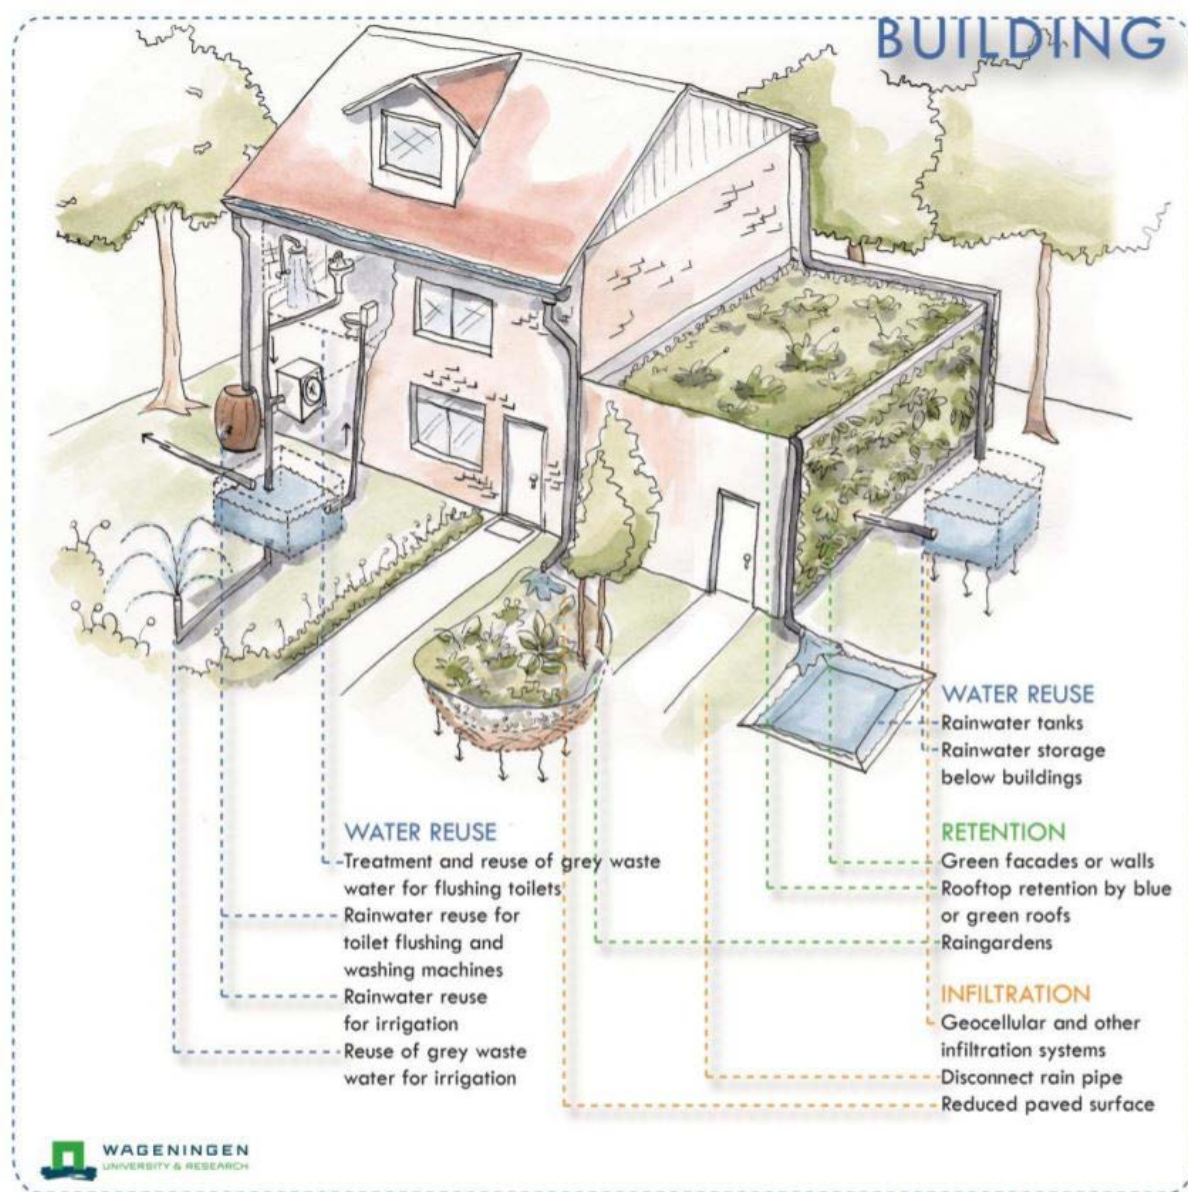 BUILDING
WATER REUSE
Rainwater tanks
Rainwater storage
below buildings
WATER REUSE
Treatment and reuse of grey waste
water for flushing toilets
Rainwater reuse for
toilet flushing and
washing machines
Rainwater reuse
for irrigation
Reuse of grey waste
water for irrigation
RETENTION
Green facades or walls
Rooftop retention by blue
or green roofs
Raingardens
INFILTRATION
Geocellular and other
infiltration systems
Disconnect rain pipe
Reduced paved surface
WAGENINGEN
UNIVERSITY & RESEARCH